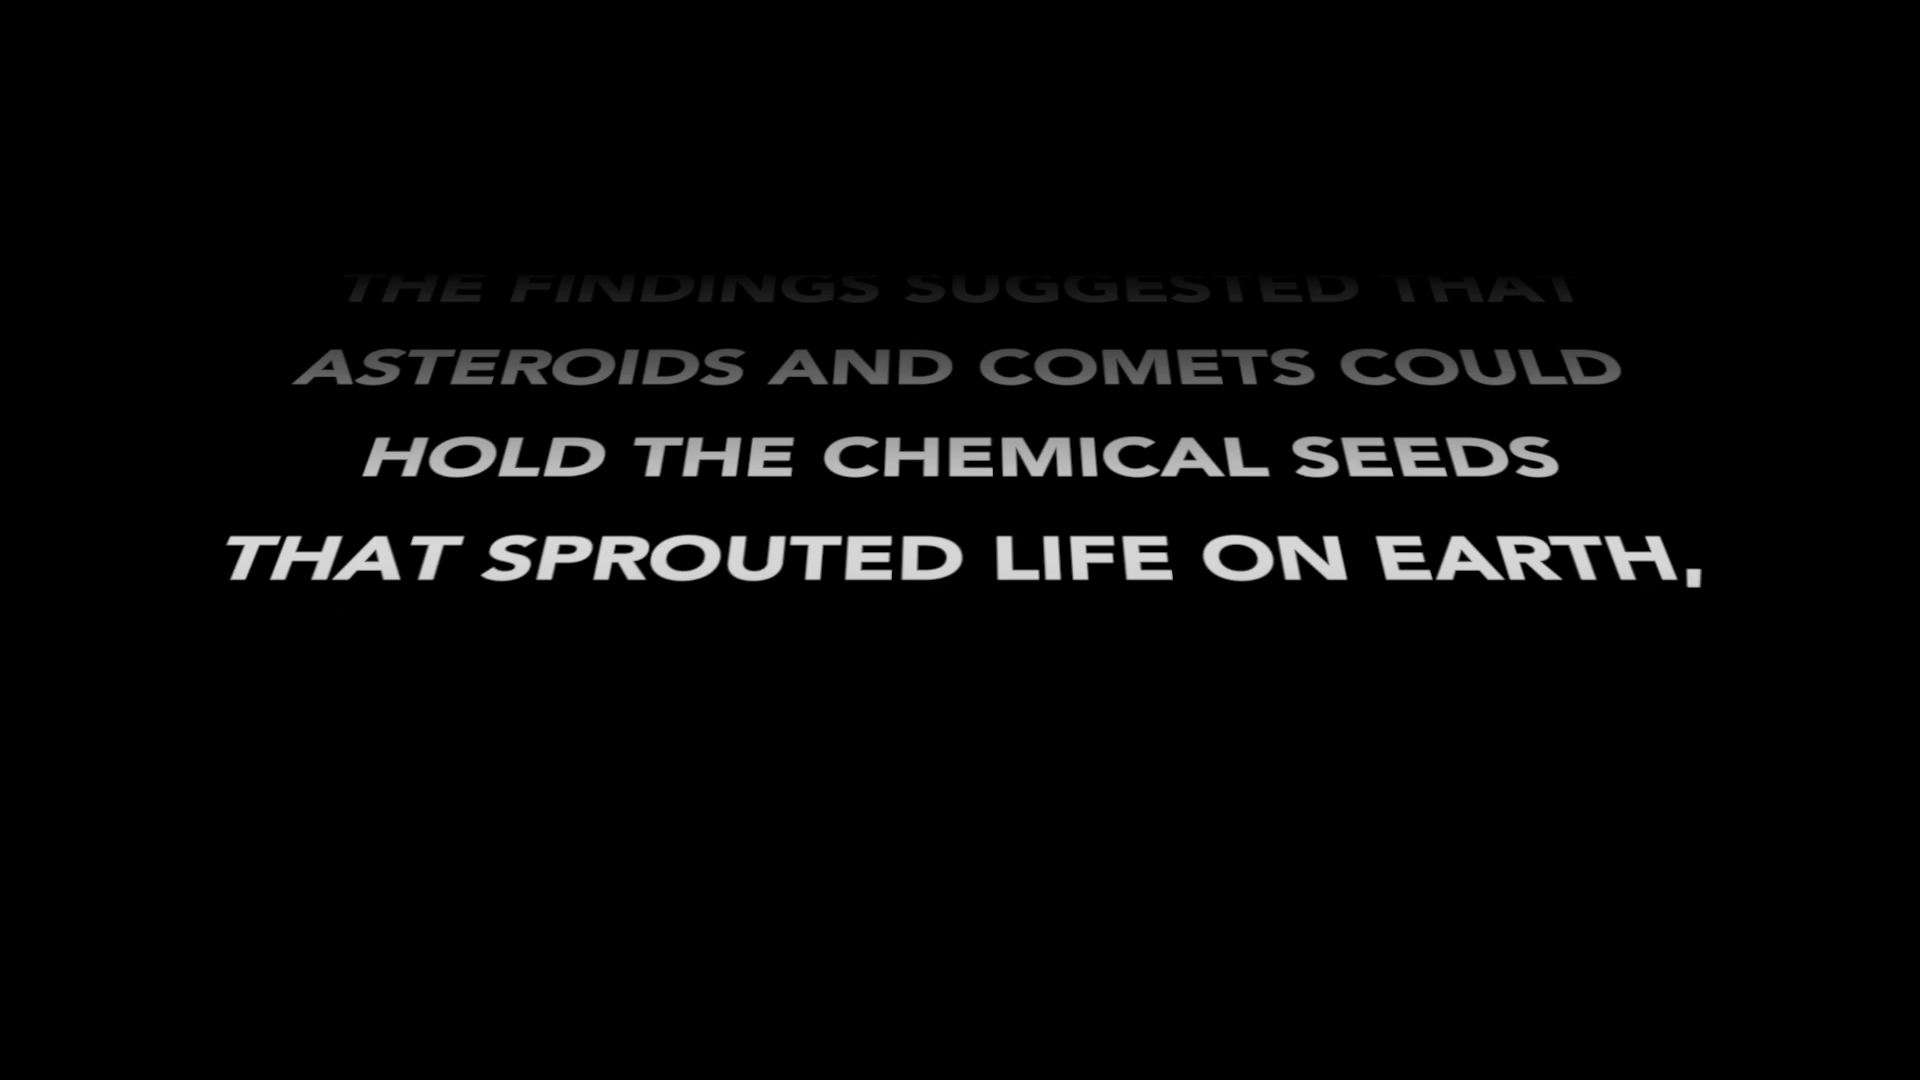 THE FINDINGS SUGGESTED THAT
ASTEROIDS AND COMETS COULD
HOLD THE CHEMICAL SEEDS
THAT SPROUTED LIFE ON EARTH,